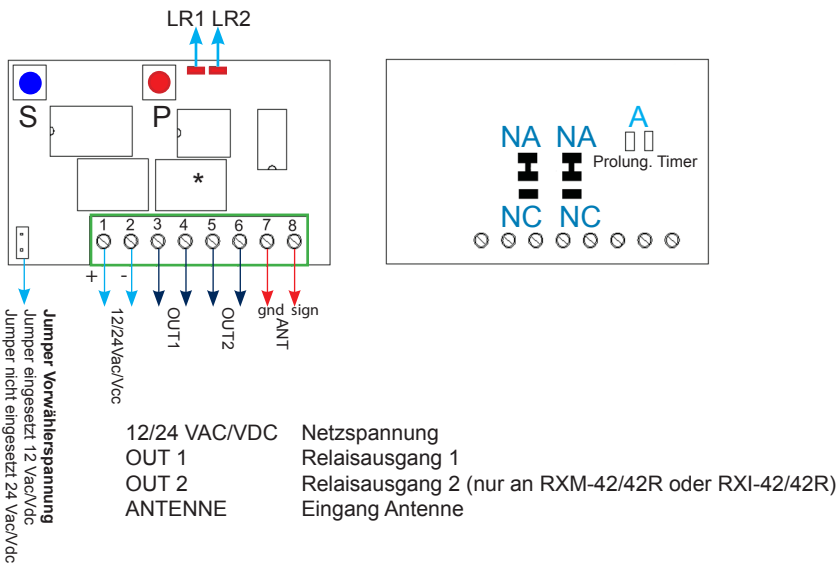 LR1 LR2
S
P
*
1 2 3 4 5 6 7 8
+ -
12/24Vac/Vcc
OUT1
OUT2
gnd sign
ANT
Jumper Vorwählerspannung
Jumper eingesetzt 12 Vac/Vdc
Jumper nicht eingesetzt 24 Vac/Vdc
NA NA
A
Prolung. Timer
NC NC
12/24 VAC/VDC Netzspannung
OUT 1 Relaisausgang 1
OUT 2 Relaisausgang 2 (nur an RXM-42/42R oder RXI-42/42R)
ANTENNE Eingang Antenne